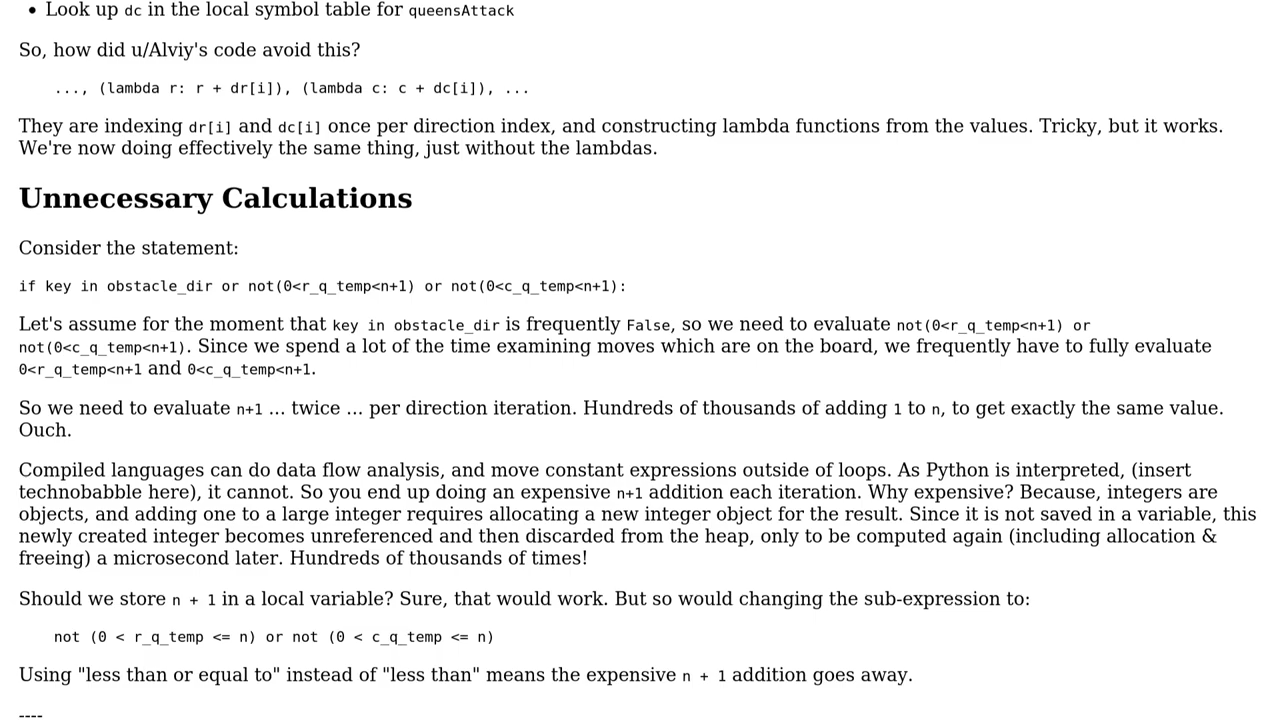 • Look up dc in the local symbol table for queensAttack
So, how did u/Alviy's code avoid this?
..., (lambda r: r + dr[i]), (lambda c: c + dc[i]), ...
They are indexing dr[i] and dc[i] once per direction index, and constructing lambda functions from the values. Tricky, but it works.
We're now doing effectively the same thing, just without the lambdas.
Unnecessary Calculations
Consider the statement:
if key in obstacle_dir or not(0<r_q_temp<n+1) or not(0<c_q_temp<n+1):
Let's assume for the moment that key in obstacle_dir is frequently False, so we need to evaluate not(0<r_q_temp<n+1) or
not(0<c_q_temp<n+1). Since we spend a lot of the time examining moves which are on the board, we frequently have to fully evaluate
0<r_q_temp<n+1 and 0<c_q_temp<n+1.
So we need to evaluate n+1 ... twice ... per direction iteration. Hundreds of thousands of adding 1 to n, to get exactly the same value.
Ouch.
Compiled languages can do data flow analysis, and move constant expressions outside of loops. As Python is interpreted, (insert
technobabble here), it cannot. So you end up doing an expensive n+1 addition each iteration. Why expensive? Because, integers are
objects, and adding one to a large integer requires allocating a new integer object for the result. Since it is not saved in a variable, this
newly created integer becomes unreferenced and then discarded from the heap, only to be computed again (including allocation &
freeing) a microsecond later. Hundreds of thousands of times!
Should we store n + 1 in a local variable? Sure, that would work. But so would changing the sub-expression to:
not (0 < r_q_temp <= n) or not (0 < c_q_temp <= n)
Using "less than or equal to" instead of "less than" means the expensive n + 1 addition goes away.
----